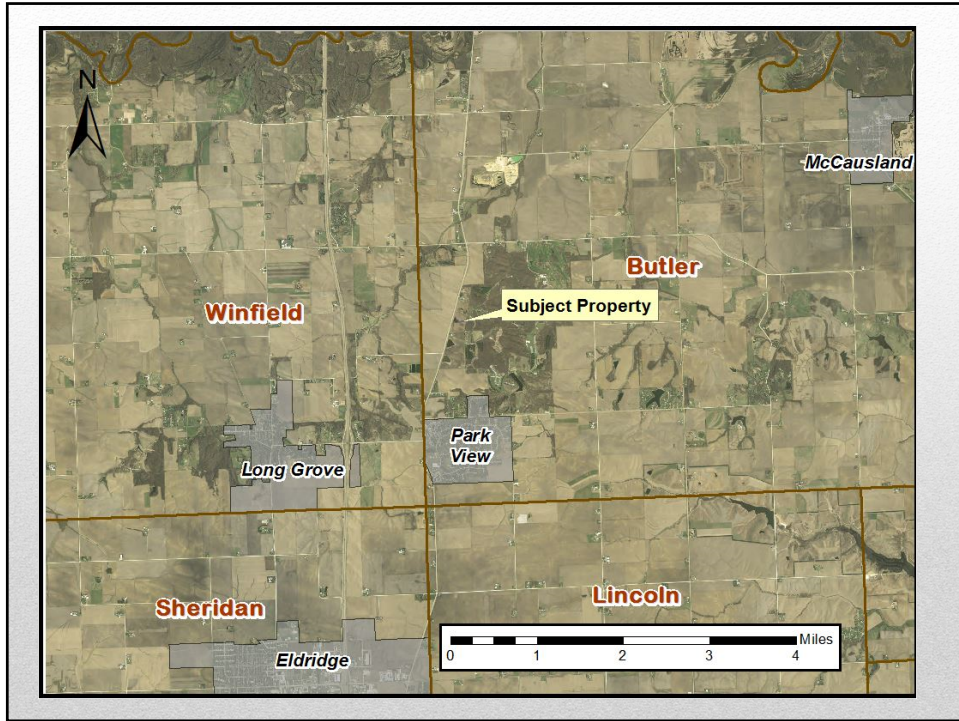 N
McCausland
Butler
Subject Property
Winfield
Park
View
Long Grove
Sheridan
Lincoln
Eldridge
Miles
0 1 2 3 4